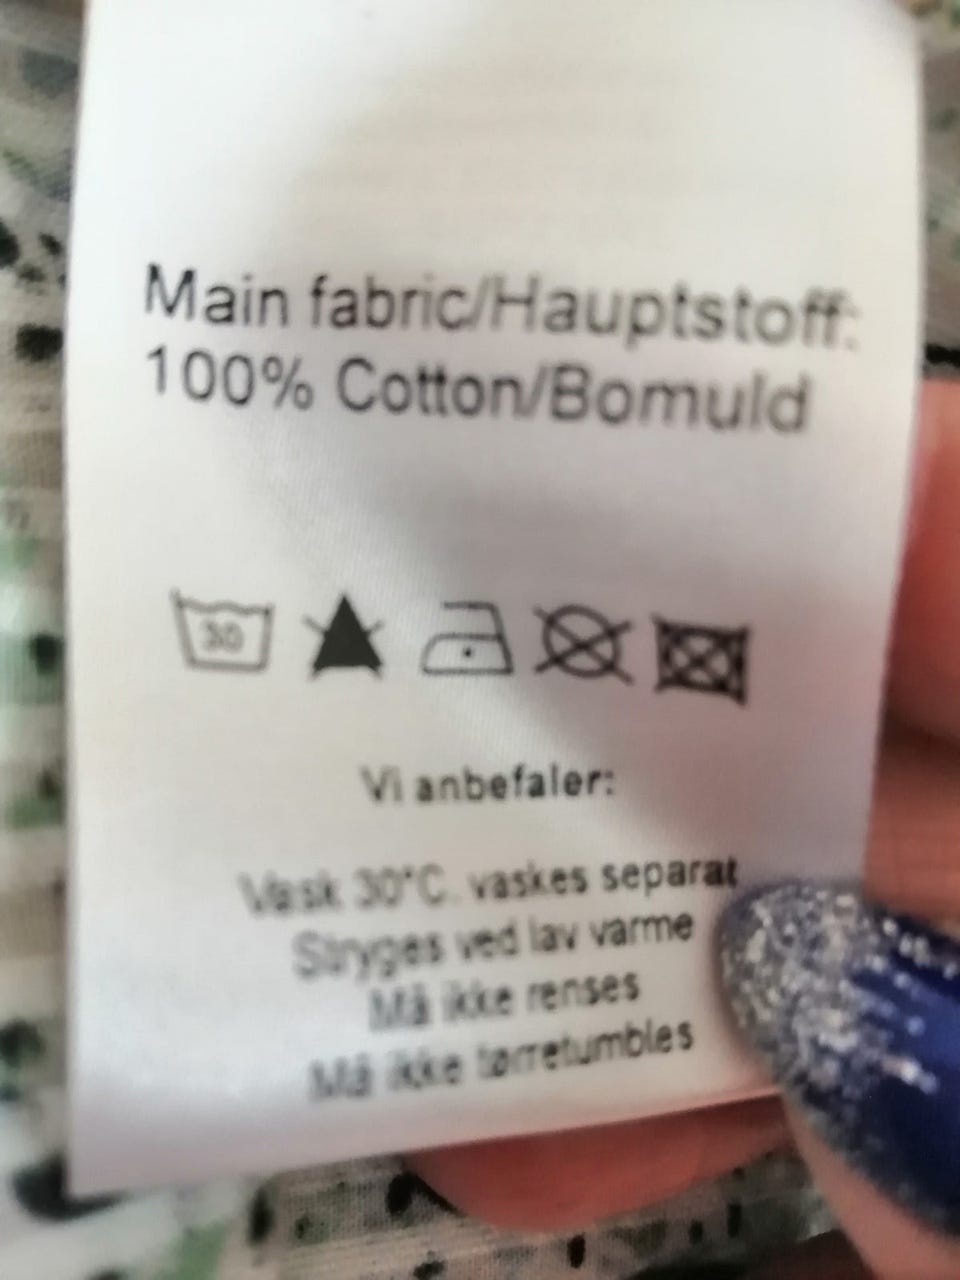 Main fabric/Hauptstoff:
100% Cotton/Bomuld
30
Vi anbefaler:
Vask 30°C. vaskes separat
Stryges ved lav varme
Må ikke renses
Må ikke tørretumbles